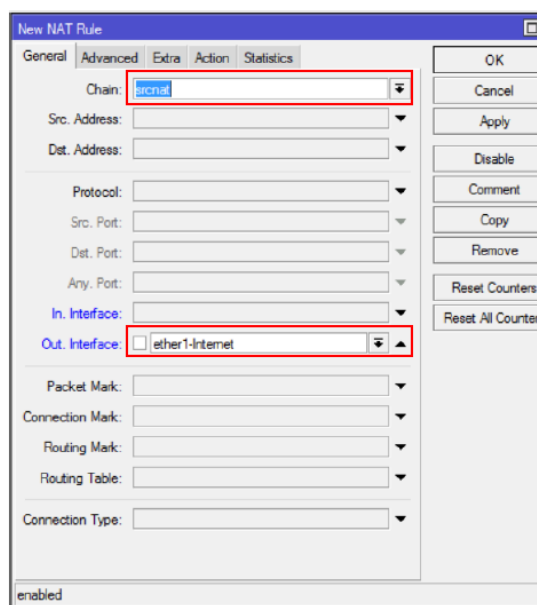 New NAT Rule
General Advanced Extra Action Statistics
Chain: srcnat
Src. Address:
Dst. Address:
Protocol:
Src. Port:
Dst. Port:
Any. Port:
In. Interface:
Out. Interface: ether1-Internet
Packet Mark:
Connection Mark:
Routing Mark:
Routing Table:
Connection Type:
OK
Cancel
Apply
Disable
Comment
Copy
Remove
Reset Counters
Reset All Counter
enabled